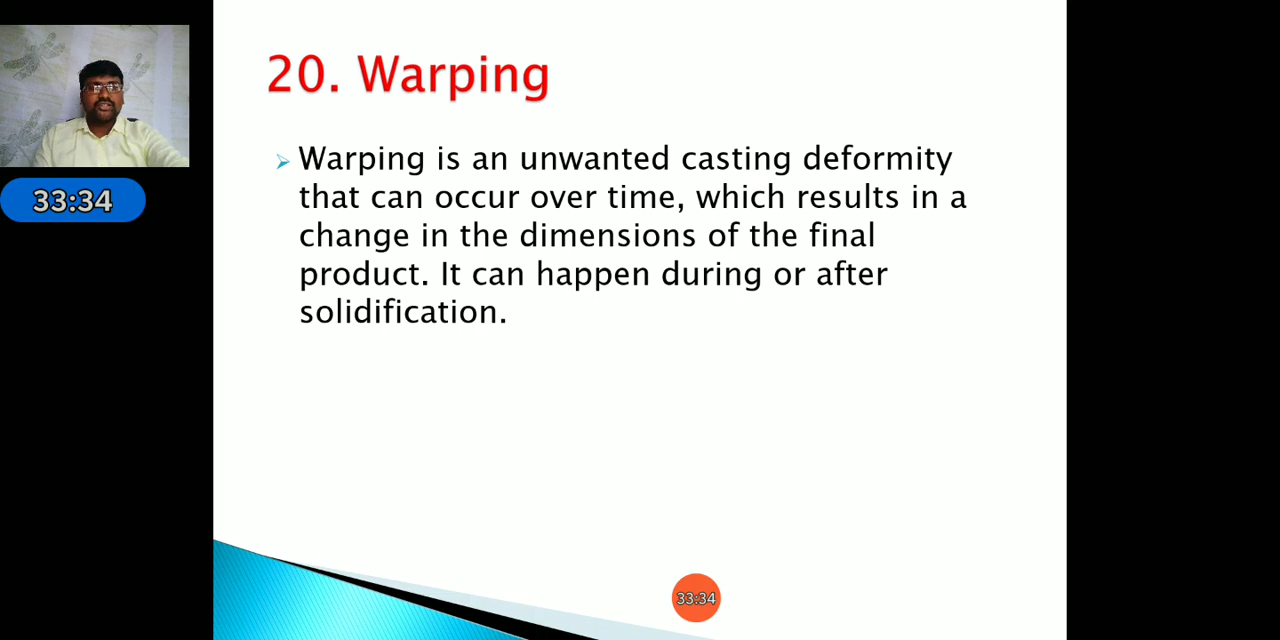 20. Warping
33:34
Warping is an unwanted casting deformity
that can occur over time, which results in a
change in the dimensions of the final
product. It can happen during or after
solidification.
33:34